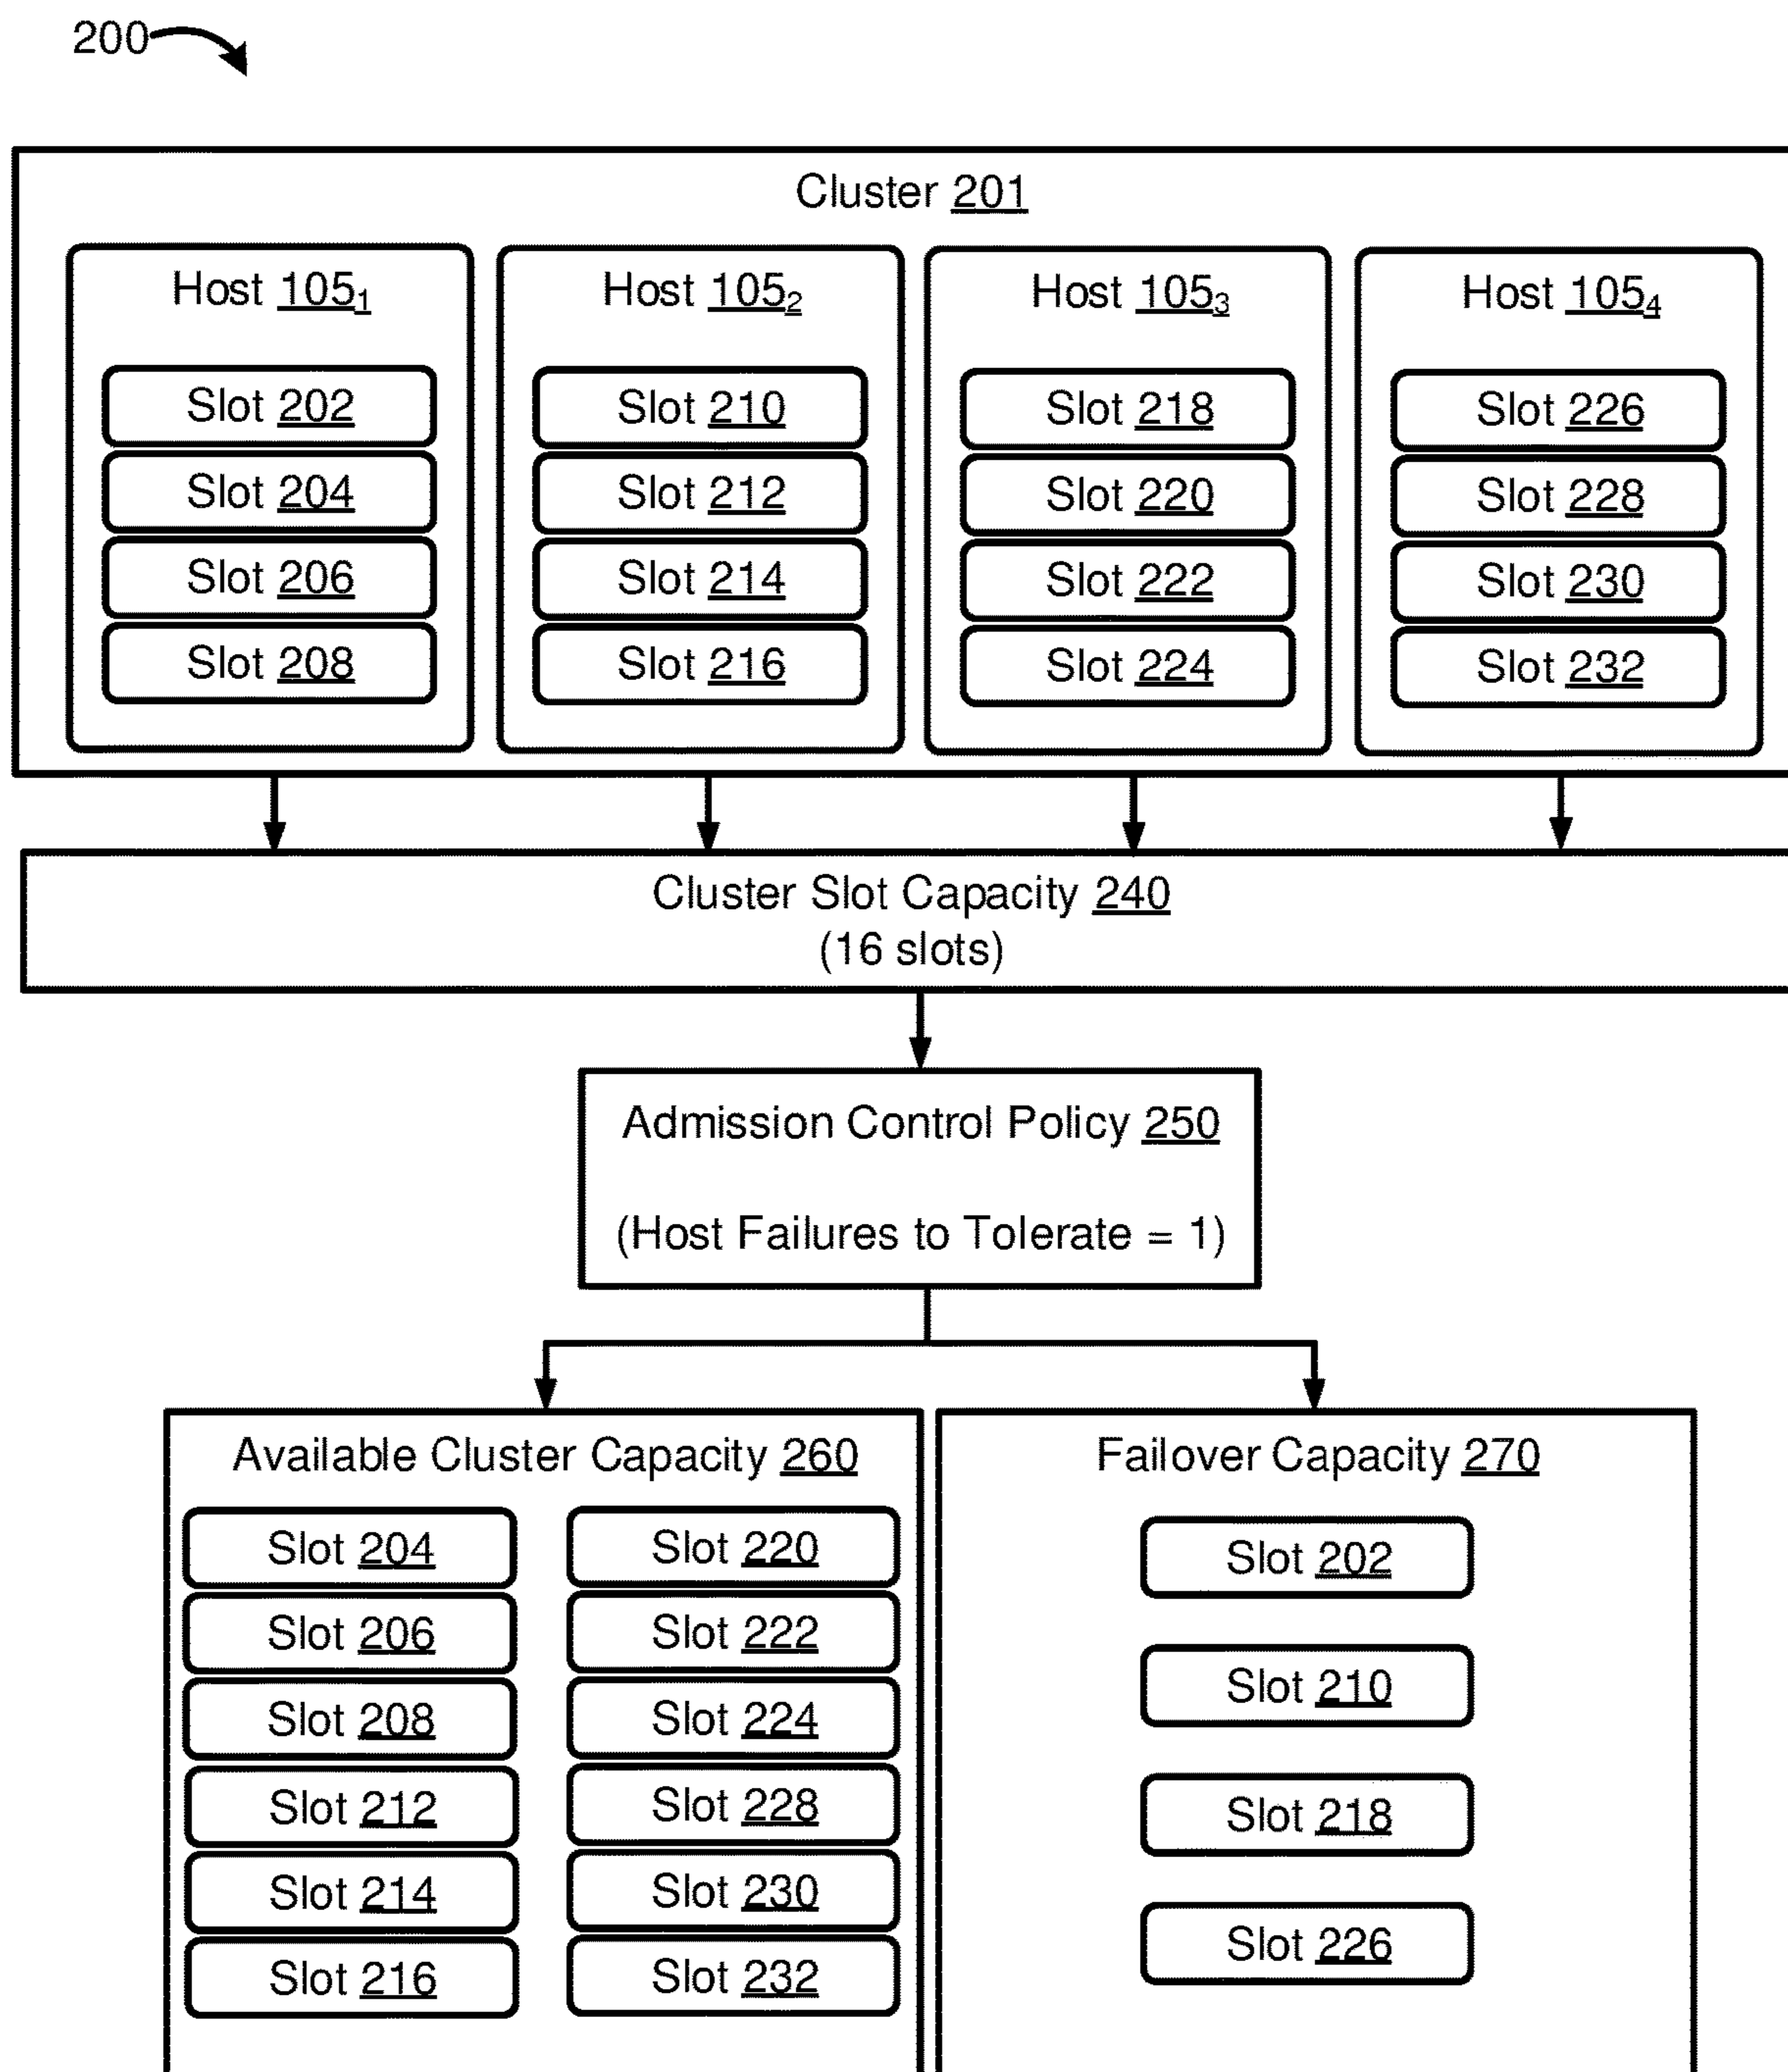 200
Cluster 201
Host 105₁
Slot 202
Slot 204
Slot 206
Slot 208
Host 105₂
Slot 210
Slot 212
Slot 214
Slot 216
Host 105₃
Slot 218
Slot 220
Slot 222
Slot 224
Host 105₄
Slot 226
Slot 228
Slot 230
Slot 232
Cluster Slot Capacity 240
(16 slots)
Admission Control Policy 250
(Host Failures to Tolerate = 1)
Available Cluster Capacity 260
Slot 204
Slot 206
Slot 208
Slot 212
Slot 214
Slot 216
Slot 220
Slot 222
Slot 224
Slot 228
Slot 230
Slot 232
Failover Capacity 270
Slot 202
Slot 210
Slot 218
Slot 226